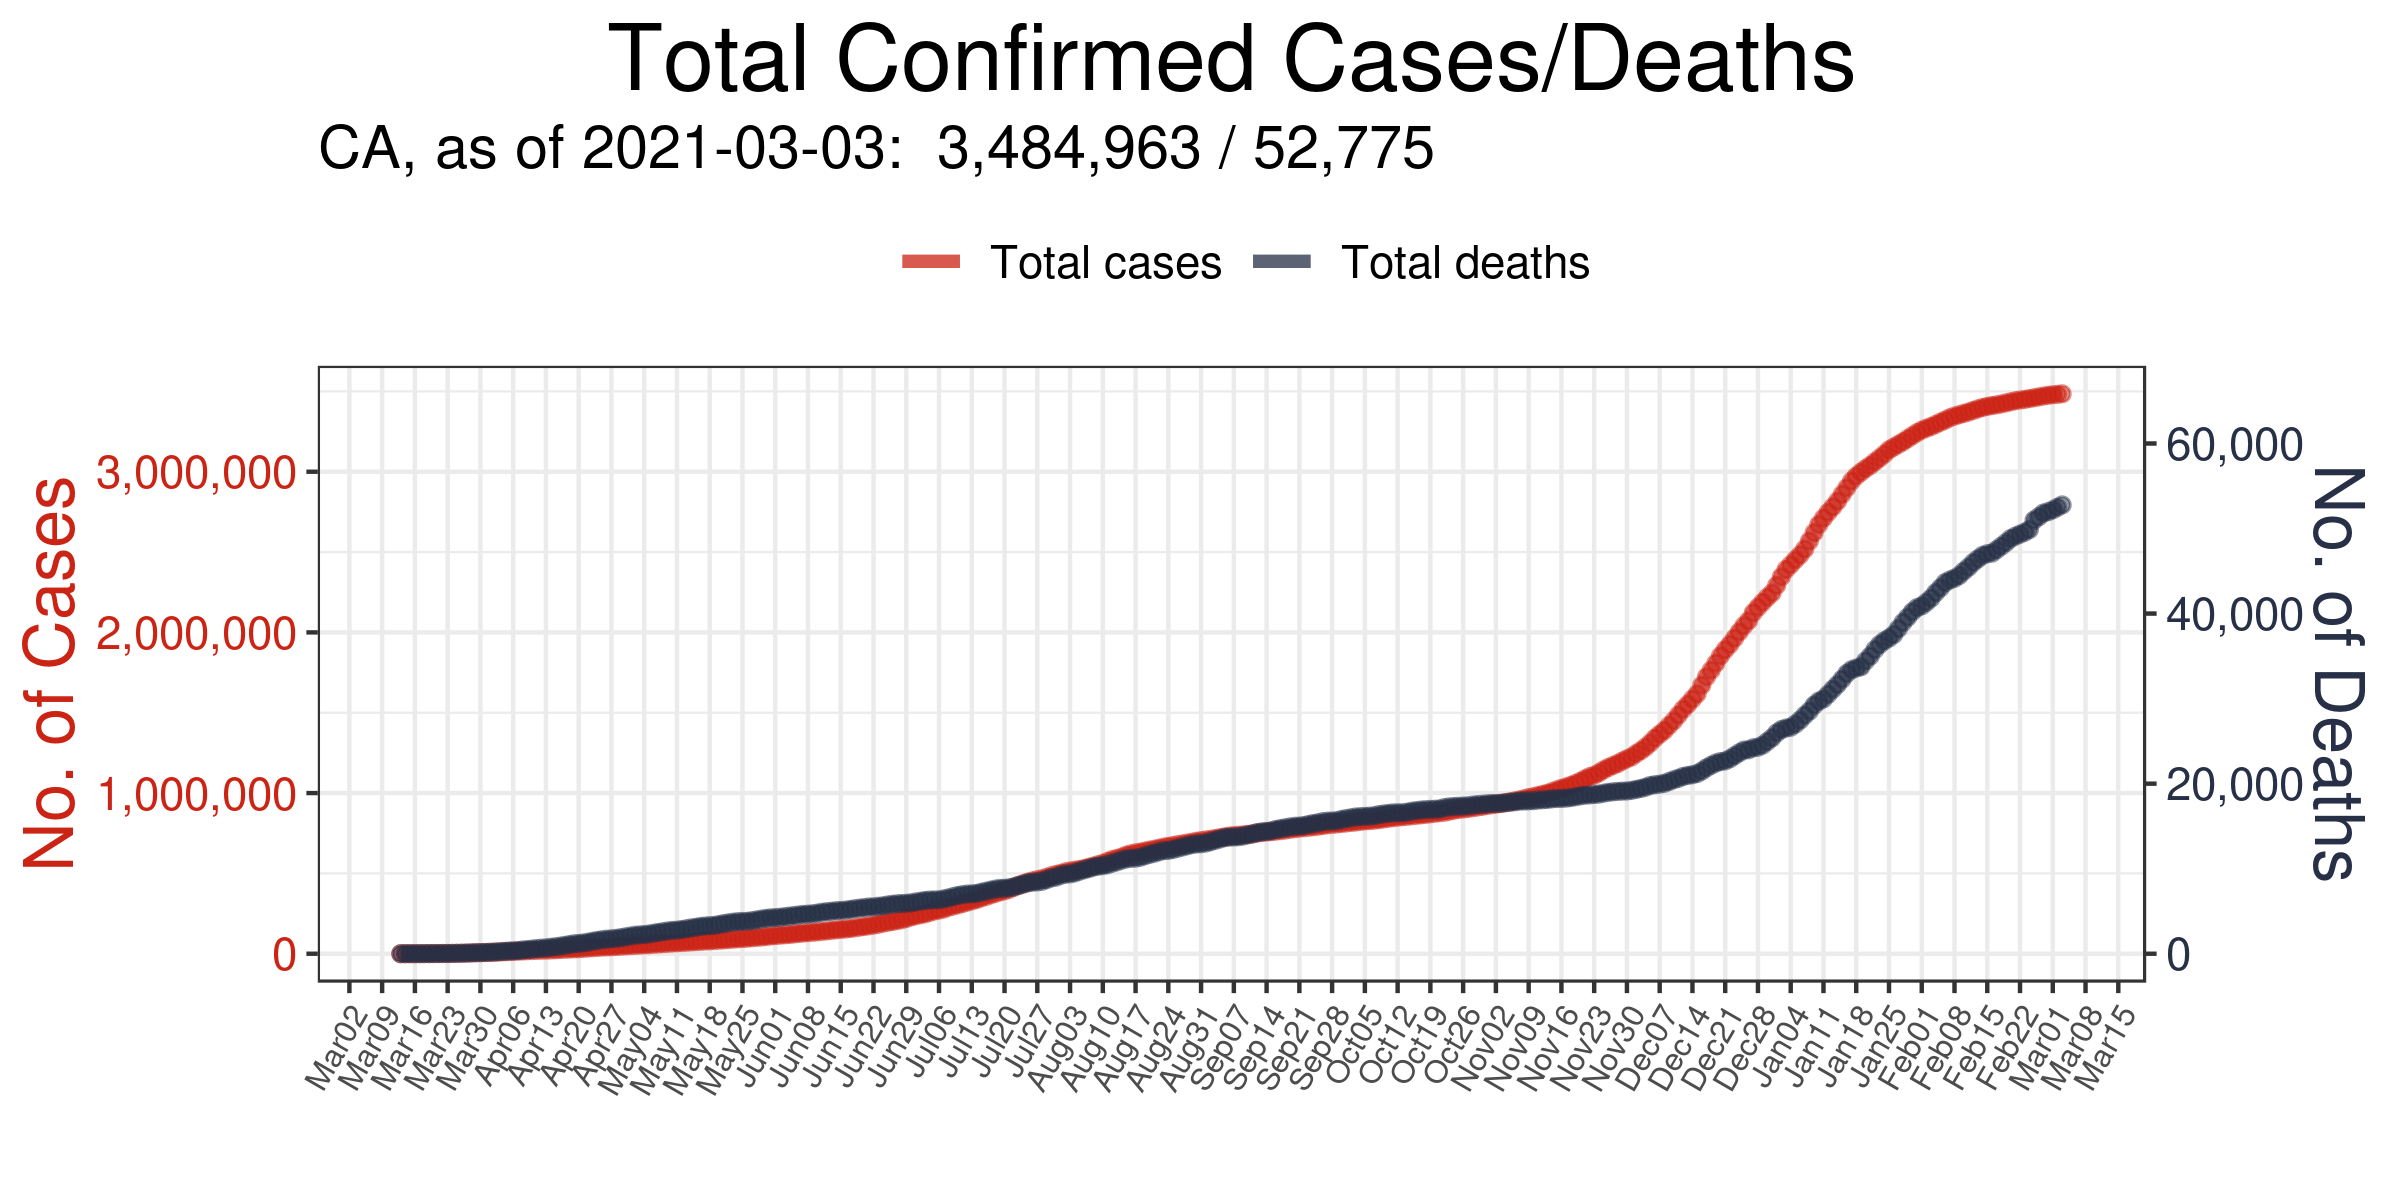 Total Confirmed Cases/Deaths
CA, as of 2021-03-03:  3,484,963 / 52,775
Total cases
Total deaths
No. of Cases
3,000,000
2,000,000
1,000,000
0
60,000
40,000
20,000
0
No. of Deaths
Mar02
Mar09
Mar16
Mar23
Mar30
Apr06
Apr13
Apr20
Apr27
May04
May11
May18
May25
Jun01
Jun08
Jun15
Jun22
Jun29
Jul06
Jul13
Jul20
Jul27
Aug03
Aug10
Aug17
Aug24
Aug31
Sep07
Sep14
Sep21
Sep28
Oct05
Oct12
Oct19
Oct26
Nov02
Nov09
Nov16
Nov23
Nov30
Dec07
Dec14
Dec21
Dec28
Jan04
Jan11
Jan18
Jan25
Feb01
Feb08
Feb15
Feb22
Mar01
Mar08
Mar15